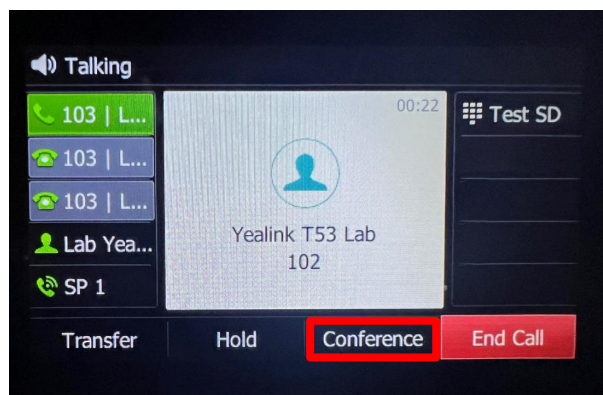 Talking
103 | L...
103 | L...
103 | L...
Lab Yea...
SP 1
00:22
Yealink T53 Lab
102
Test SD
Transfer
Hold
Conference
End Call